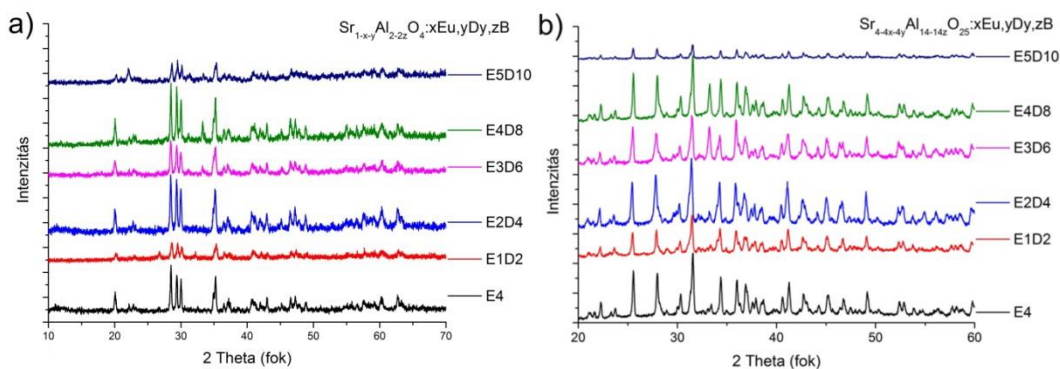 a)
Sr1-x-yAl2-2zO4:xEu,yDy,zB
E5D10
E4D8
E3D6
E2D4
E1D2
E4
Intenzitás
10 20 30 40 50 60 70
2 Theta (fok)
b)
Sr4-4x-4yAl14-14zO25:xEu,yDy,zB
E5D10
E4D8
E3D6
E2D4
E1D2
E4
Intenzitás
20 30 40 50 60
2 Theta (fok)